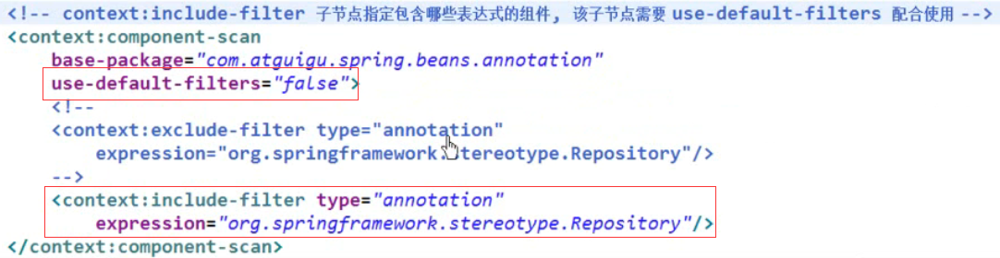 <!-- context:include-filter 子节点指定包含哪些表达式的组件, 该子节点需要 use-default-filters 配合使用 -->
<context:component-scan
base-package="com.atguigu.spring.beans.annotation"
use-default-filters="false">
<!--
<context:exclude-filter type="annotation"
expression="org.springframework.stereotype.Repository"/>
-->
<context:include-filter type="annotation"
expression="org.springframework.stereotype.Repository"/>
</context:component-scan>